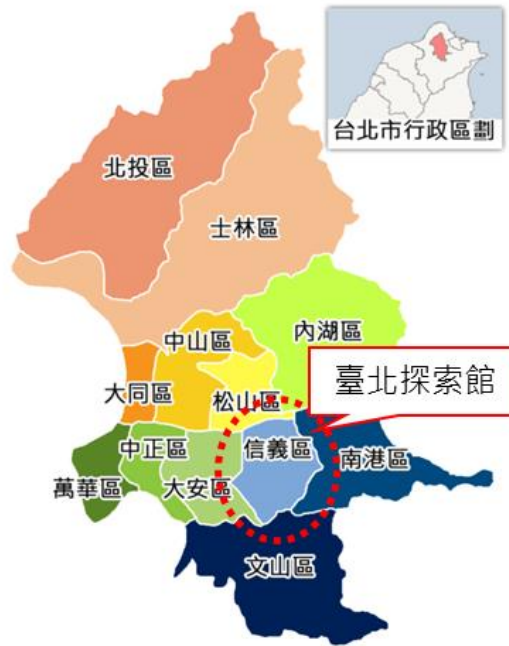 台北市行政區劃
北投區
士林區
中山區
內湖區
大同區
松山區
臺北探索館
中正區
信義區
南港區
萬華區
大安區
文山區